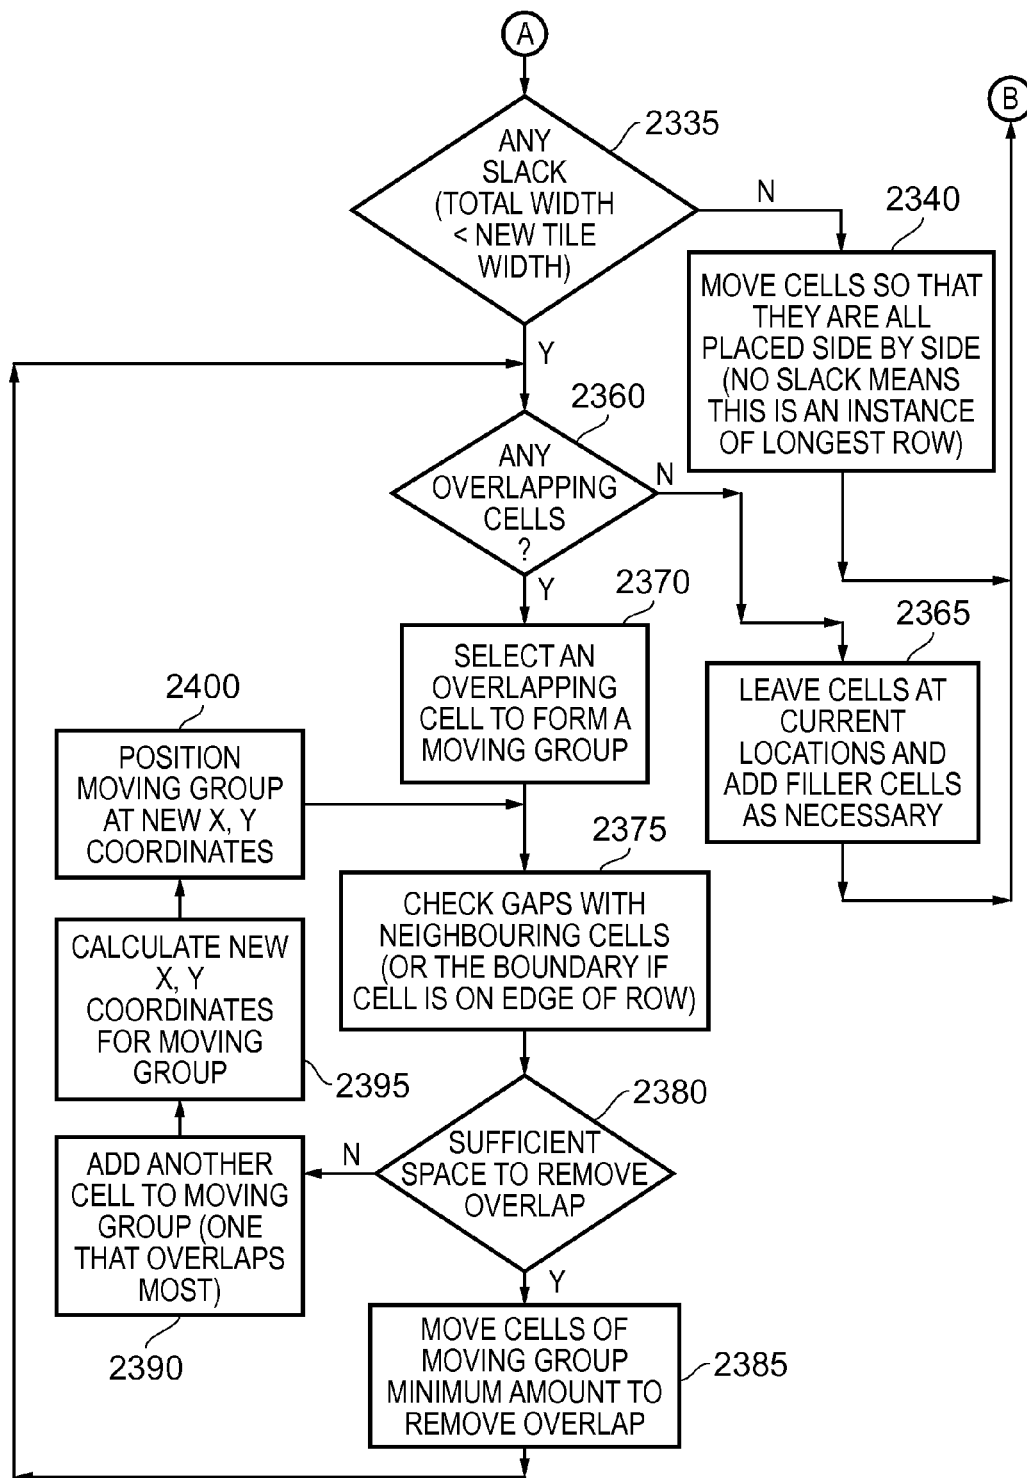 A
B
2335
ANY
SLACK
(TOTAL WIDTH
< NEW TILE
WIDTH)
N
2340
MOVE CELLS SO THAT
THEY ARE ALL
PLACED SIDE BY SIDE
(NO SLACK MEANS
THIS IS AN INSTANCE
OF LONGEST ROW)
Y
2360
ANY
OVERLAPPING
CELLS
?
N
Y
2370
SELECT AN
OVERLAPPING
CELL TO FORM A
MOVING GROUP
2365
LEAVE CELLS AT
CURRENT
LOCATIONS AND
ADD FILLER CELLS
AS NECESSARY
2400
POSITION
MOVING GROUP
AT NEW X, Y
COORDINATES
2375
CHECK GAPS WITH
NEIGHBOURING CELLS
(OR THE BOUNDARY IF
CELL IS ON EDGE OF ROW)
CALCULATE NEW
X, Y
COORDINATES
FOR MOVING
GROUP
2395
2380
SUFFICIENT
SPACE TO REMOVE
OVERLAP
N
ADD ANOTHER
CELL TO MOVING
GROUP (ONE
THAT OVERLAPS
MOST)
2390
Y
MOVE CELLS OF
MOVING GROUP
MINIMUM AMOUNT TO
REMOVE OVERLAP
2385